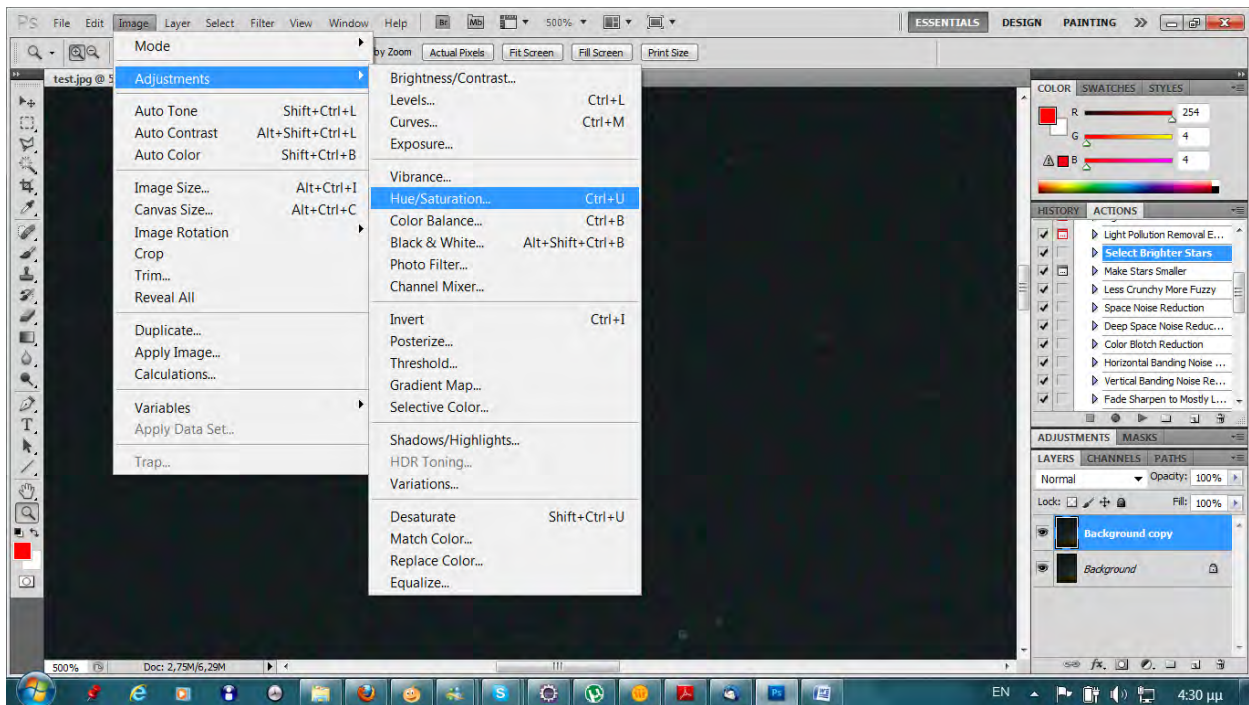 PS File Edit Image Layer Select Filter View Window Help Br Mb 500% ESSENTIALS DESIGN PAINTING
by Zoom Actual Pixels Fit Screen Fill Screen Print Size
test.jpg @ 5
Mode
Adjustments
Auto Tone Shift+Ctrl+L
Auto Contrast Alt+Shift+Ctrl+L
Auto Color Shift+Ctrl+B
Image Size... Alt+Ctrl+I
Canvas Size... Alt+Ctrl+C
Image Rotation
Crop
Trim...
Reveal All
Duplicate...
Apply Image...
Calculations...
Variables
Apply Data Set...
Trap...
Brightness/Contrast...
Levels... Ctrl+L
Curves... Ctrl+M
Exposure...
Vibrance...
Hue/Saturation... Ctrl+U
Color Balance... Ctrl+B
Black & White... Alt+Shift+Ctrl+B
Photo Filter...
Channel Mixer...
Invert Ctrl+I
Posterize...
Threshold...
Gradient Map...
Selective Color...
Shadows/Highlights...
HDR Toning...
Variations...
Desaturate Shift+Ctrl+U
Match Color...
Replace Color...
Equalize...
COLOR SWATCHES STYLES
R 254
G 4
B 4
HISTORY ACTIONS
Light Pollution Removal E...
Select Brighter Stars
Make Stars Smaller
Less Crunchy More Fuzzy
Space Noise Reduction
Deep Space Noise Reduc...
Color Blotch Reduction
Horizontal Banding Noise ...
Vertical Banding Noise Re...
Fade Sharpen to Mostly L...
ADJUSTMENTS MASKS
LAYERS CHANNELS PATHS
Normal Opacity: 100%
Lock: Fill: 100%
Background copy
Background
500% Doc: 2,75M/6,29M
EN 4:30 μμ